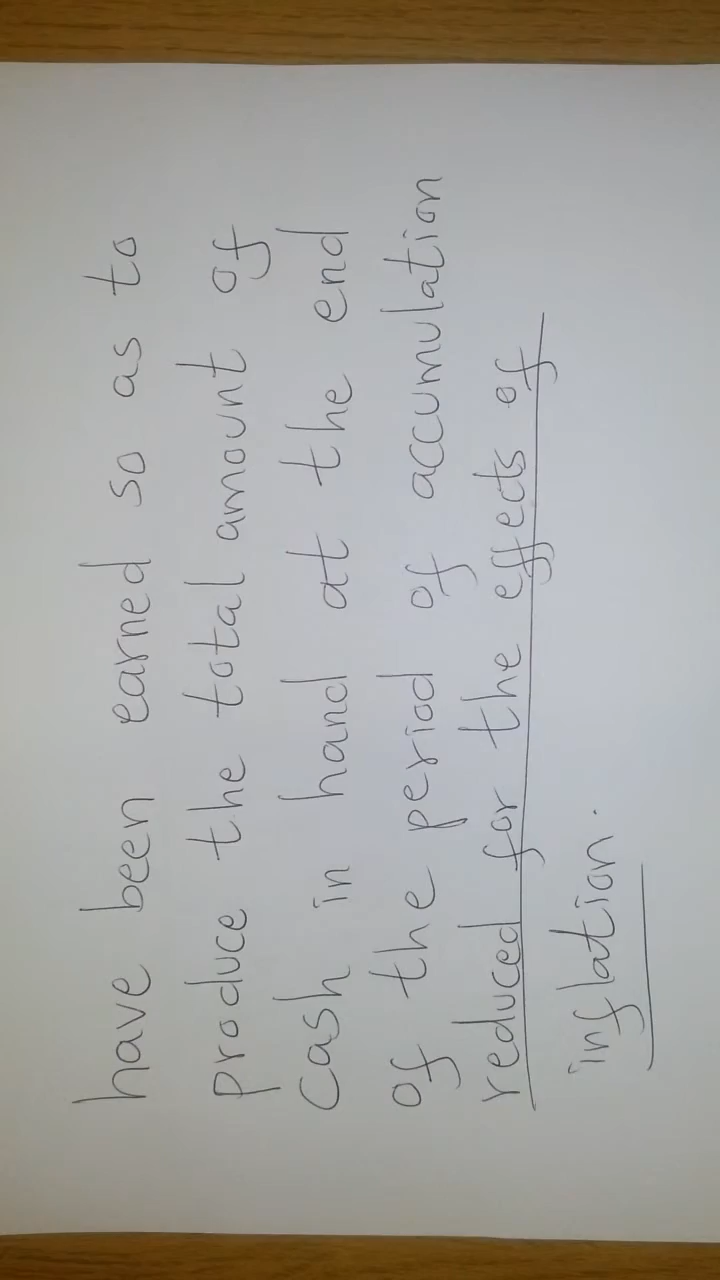 have been earned so as to
produce the total amount of
cash in hand at the end
of the period of accumulation
reduced for the effects of
inflation.